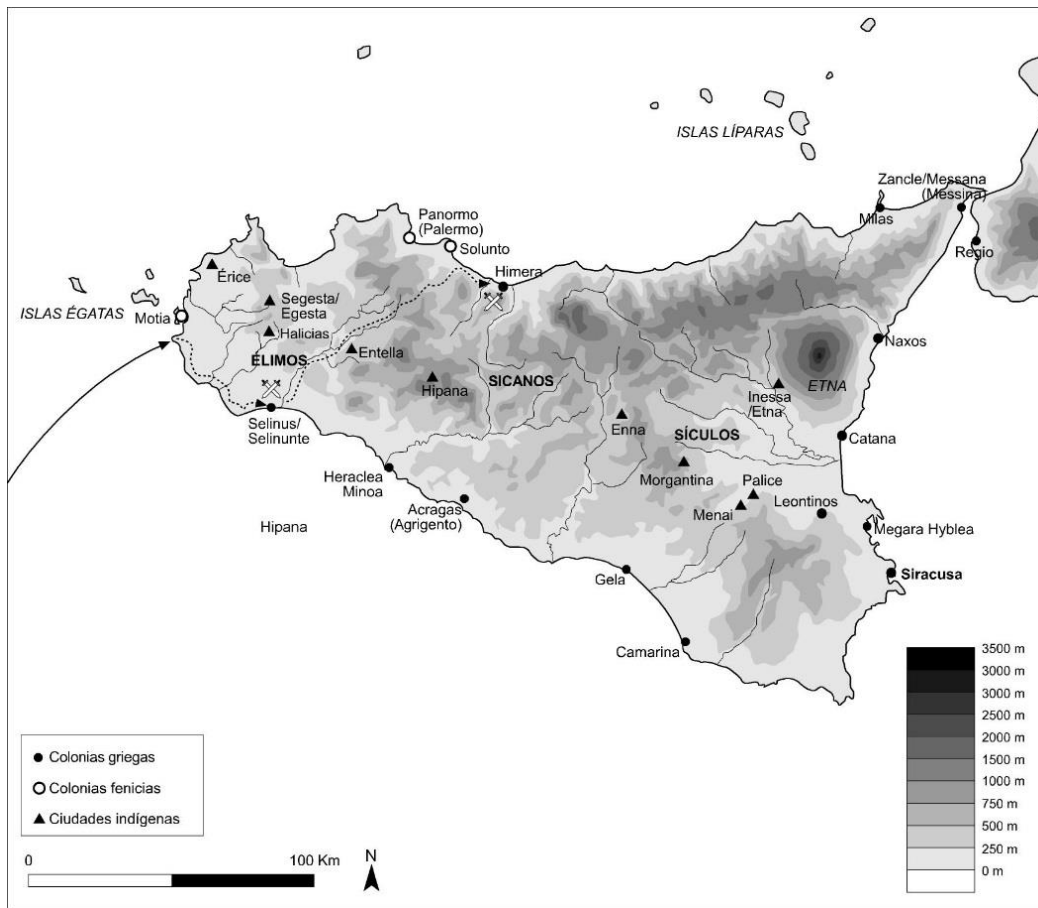 ISLAS LÍPARAS
Zancle/Messana
(Messina)
Milas
Regio
Panormo
(Palermo)
Solunto
Himera
Érice
ISLAS ÉGATAS
Motia
Segesta/
Egesta
Halicias
ÉLIMOS
Entella
Hipana
SICANOS
Naxos
ETNA
Inessa
/Etna
Selinus/
Selinunte
Enna
SÍCULOS
Catana
Heraclea
Minoa
Morgantina
Palice
Menai
Leontinos
Acragas
(Agrigento)
Hipana
Megara Hyblea
Gela
Siracusa
Camarina
3500 m
3000 m
3000 m
2500 m
2000 m
1500 m
1000 m
750 m
500 m
250 m
0 m
Colonias griegas
Colonias fenicias
Ciudades indígenas
0
100 Km
N